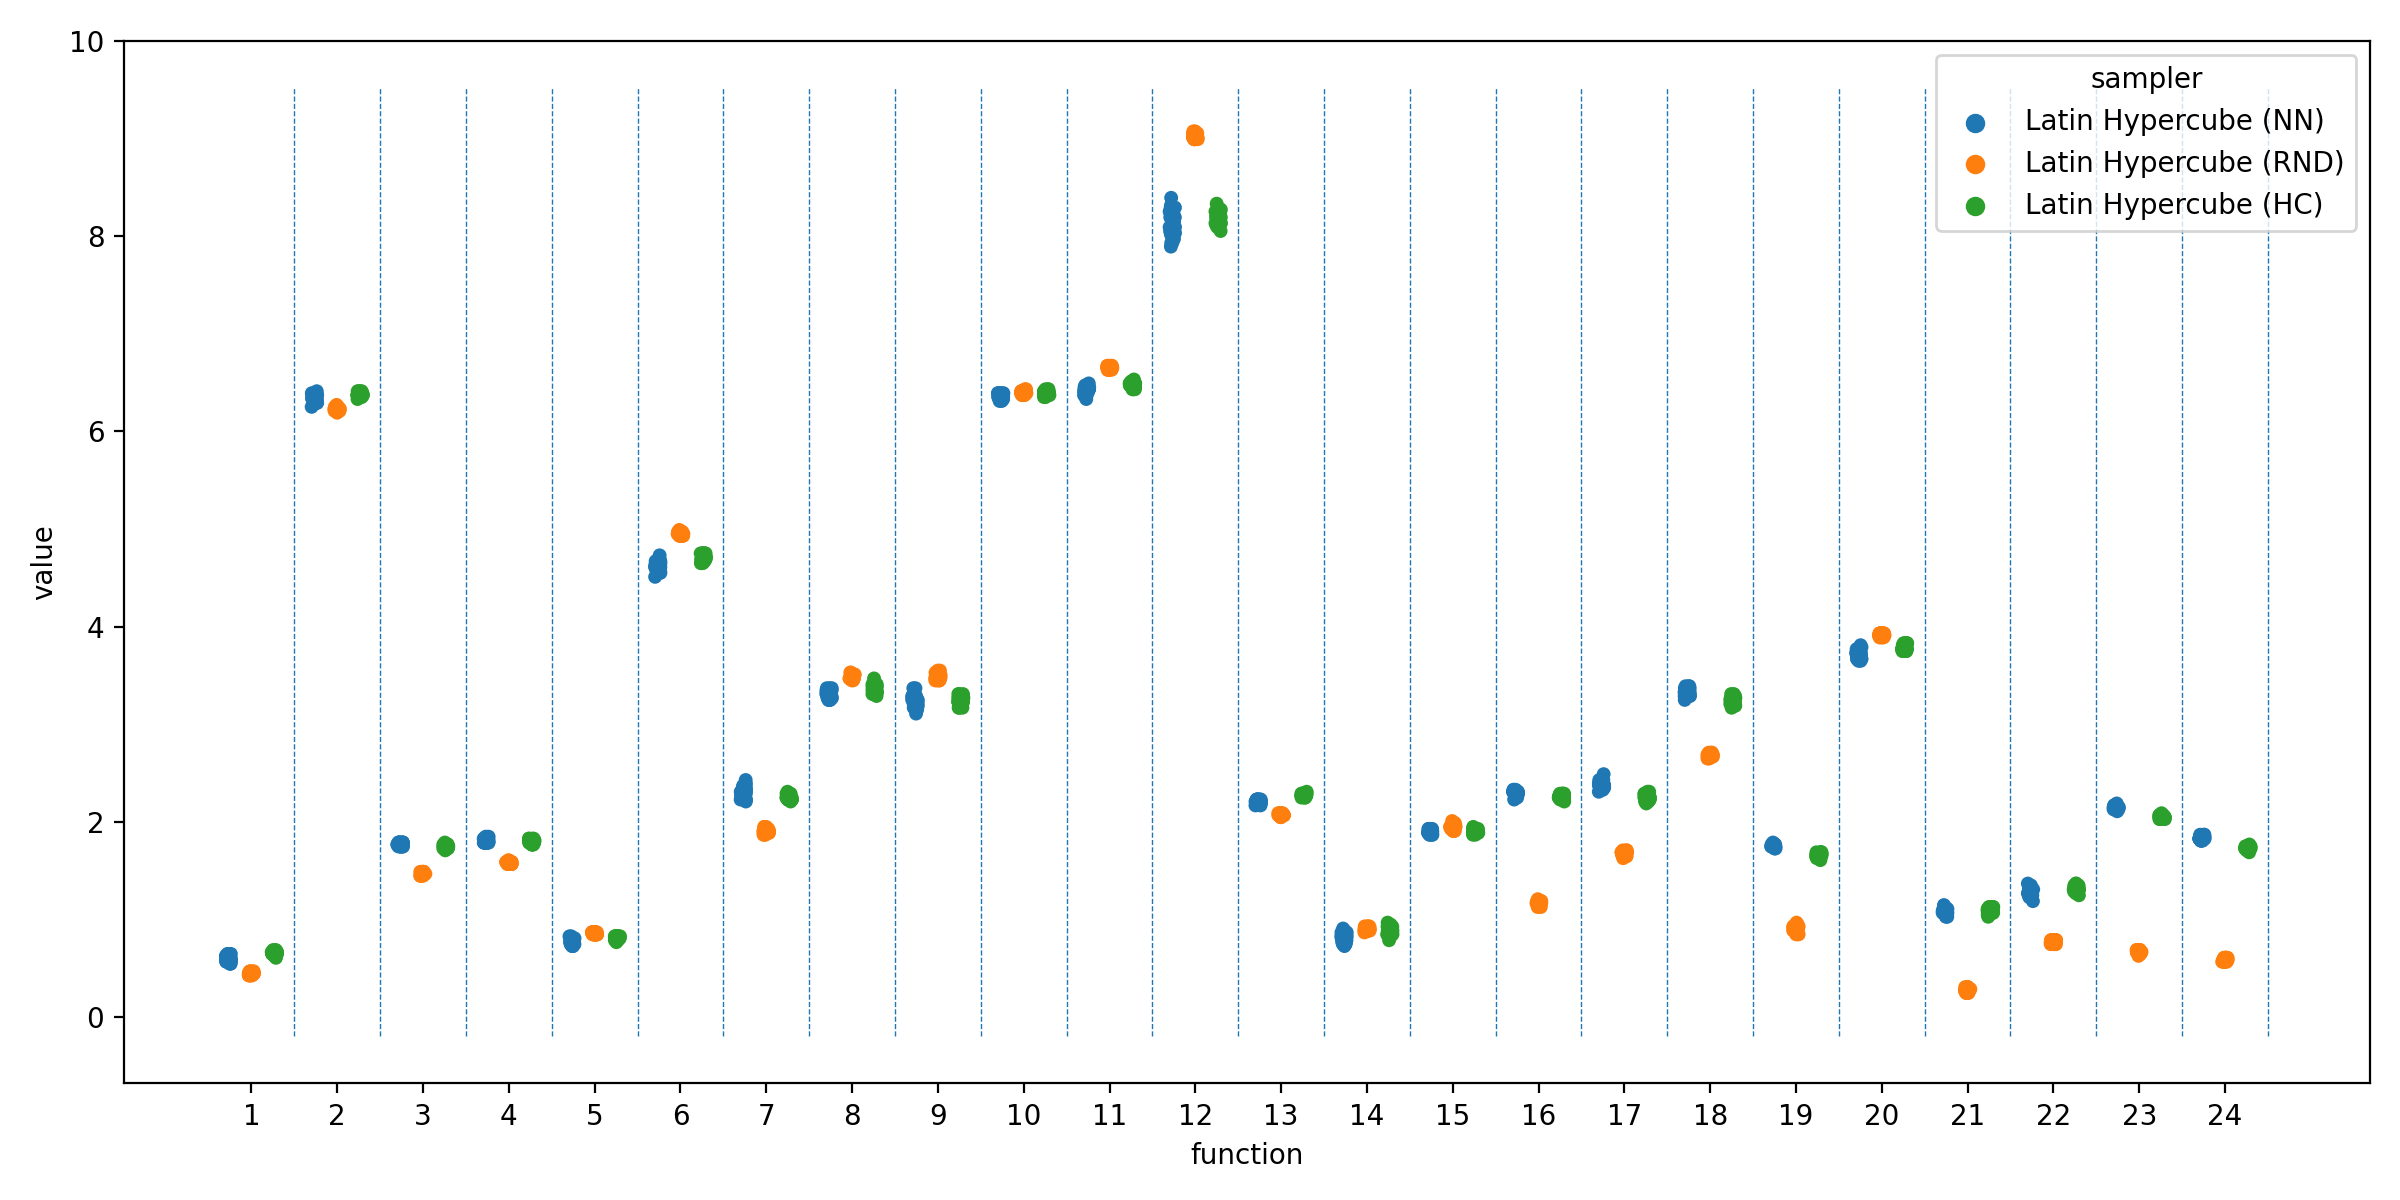 10
8
6
4
2
0
value
sampler
Latin Hypercube (NN)
Latin Hypercube (RND)
Latin Hypercube (HC)
1 2 3 4 5 6 7 8 9 10 11 12 13 14 15 16 17 18 19 20 21 22 23 24
function